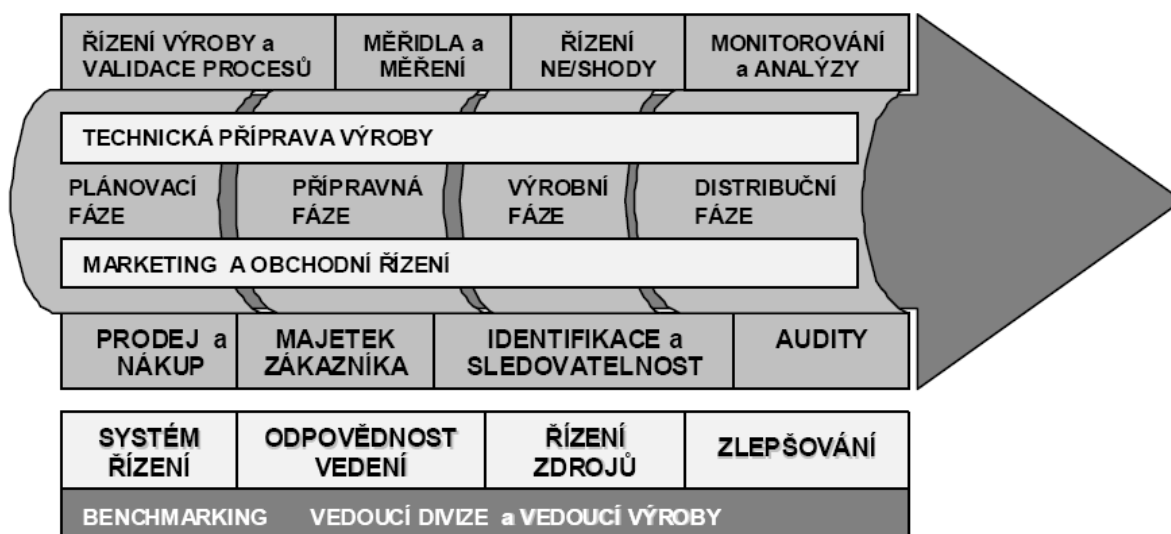 ŘÍZENÍ VÝROBY a
VALIDACE PROCESŮ
MĚŘIDLA a
MĚŘENÍ
ŘÍZENÍ
NE/SHODY
MONITOROVÁNÍ
a ANALÝZY
TECHNICKÁ PŘÍPRAVA VÝROBY
PLÁNOVACÍ
FÁZE
PŘÍPRAVNÁ
FÁZE
VÝROBNÍ
FÁZE
DISTRIBUČNÍ
FÁZE
MARKETING A OBCHODNÍ ŘÍZENÍ
PRODEJ a
NÁKUP
MAJETEK
ZÁKAZNÍKA
IDENTIFIKACE a
SLEDOVATELNOST
AUDITY
SYSTÉM
ŘÍZENÍ
ODPOVĚDNOST
VEDENÍ
ŘÍZENÍ
ZDROJŮ
ZLEPŠOVÁNÍ
BENCHMARKING VEDOUCÍ DIVIZE a VEDOUCÍ VÝROBY